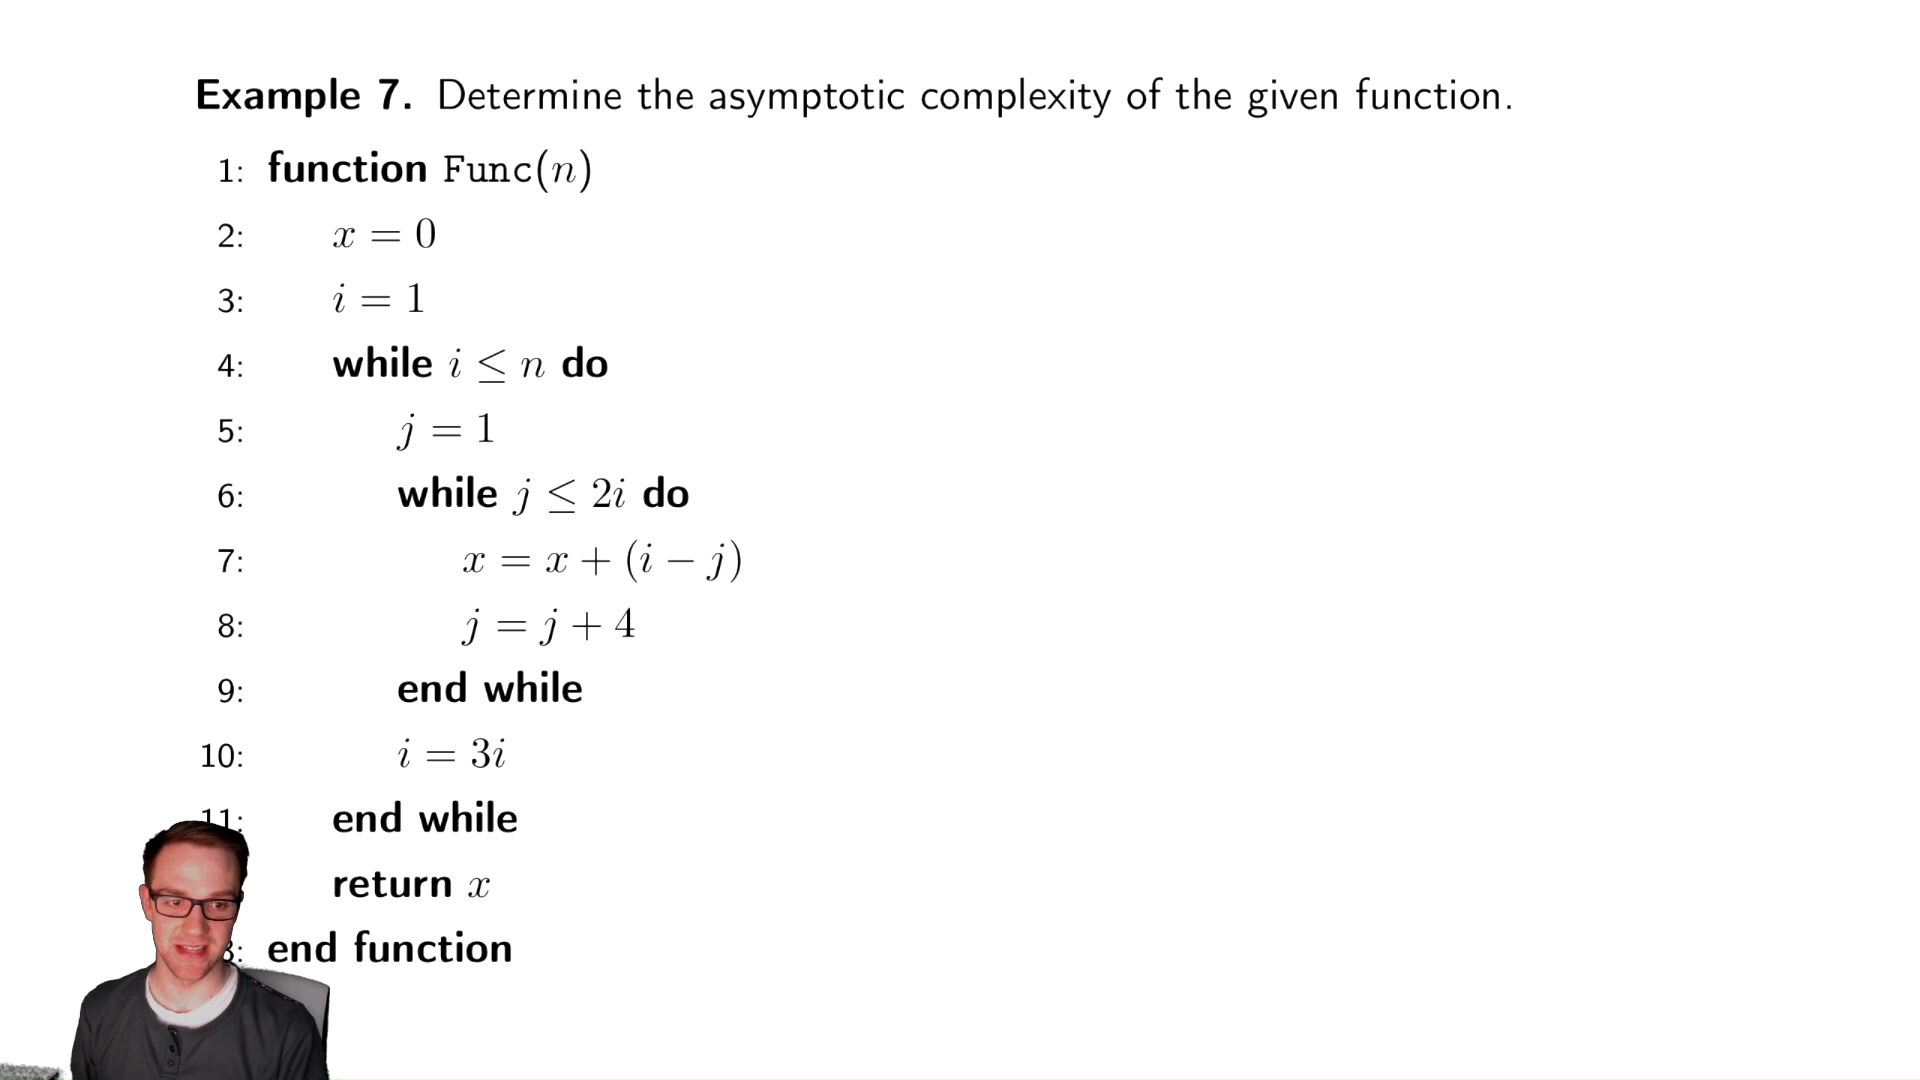 Example 7. Determine the asymptotic complexity of the given function.
1: function Func(n)
2: x = 0
3: i = 1
4: while i ≤ n do
5: j = 1
6: while j ≤ 2i do
7: x = x + (i − j)
8: j = j + 4
9: end while
10: i = 3i
11: end while
return x
3: end function